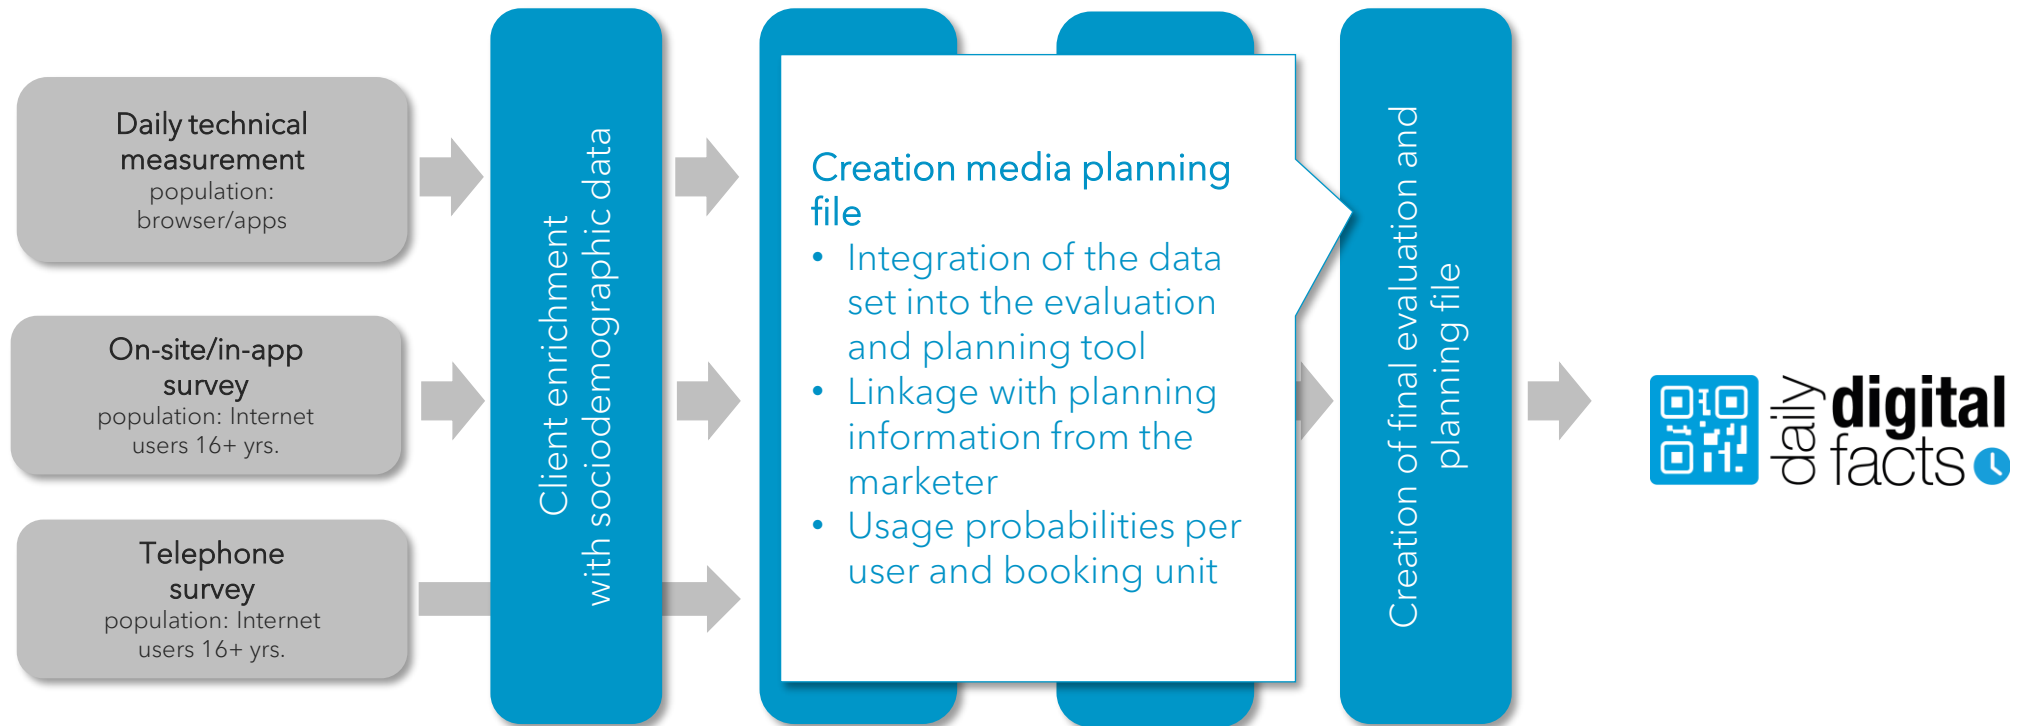 Daily technical
measurement
population:
browser/apps
On-site/in-app
survey
population: Internet
users 16+ yrs.
Telephone
survey
population: Internet
users 16+ yrs.
Client enrichment
with sociodemographic data
Creation media planning
file
• Integration of the data
set into the evaluation
and planning tool
• Linkage with planning
information from the
marketer
• Usage probabilities per
user and booking unit
Creation of final evaluation and
planning file
daily
digital
facts